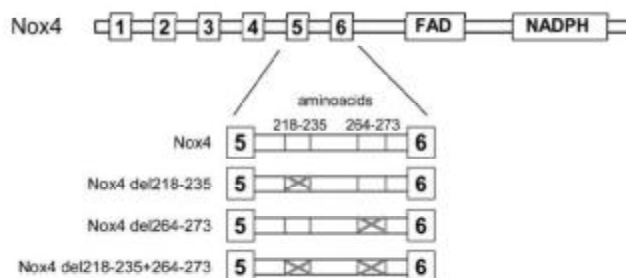 Nox4 1 2 3 4 5 6 FAD NADPH
aminoacids
218-235 264-273
Nox4 5 6
Nox4 del218-235 5 6
Nox4 del264-273 5 6
Nox4 del218-235+264-273 5 6